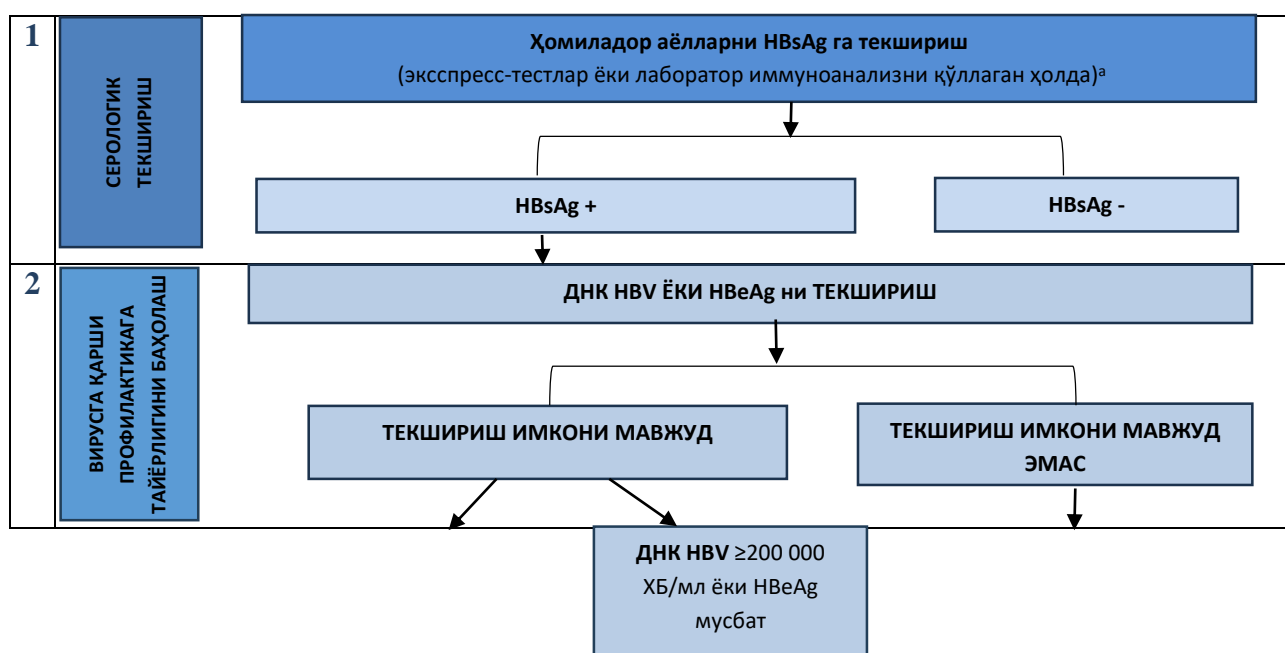 1
СЕРОЛОГИК
ТЕКШИРИШ
Ҳомиладор аёлларни HBsAg га текшириш
(эксспресс-тестлар ёки лаборатор иммуноанализни қўллаган ҳолда)ᵃ
HBsAg +
HBsAg -
2
ВИРУСГА ҚАРШИ
ПРОФИЛАКТИКАГА
ТАЙЁРЛИГИНИ БАҲОЛАШ
ДНК HBV ЁКИ HBeAg ни ТЕКШИРИШ
ТЕКШИРИШ ИМКОНИ МАВЖУД
ТЕКШИРИШ ИМКОНИ МАВЖУД
ЭМАС
ДНК HBV ≥200 000
ХБ/мл ёки HBeAg
мусбат